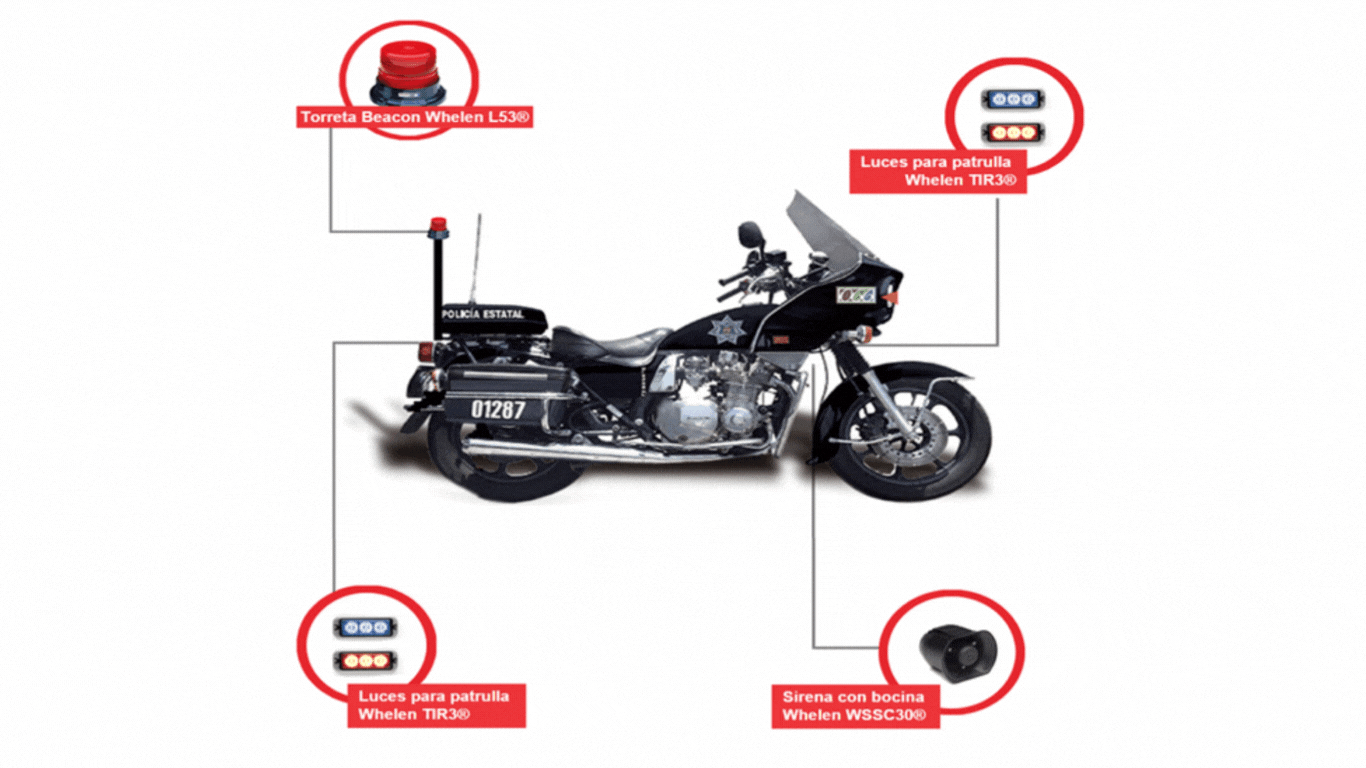 Torreta Beacon Whelen L53®
Luces para patrulla
Whelen TIR3®
POLICÍA ESTATAL
01287
Luces para patrulla
Whelen TIR3®
Sirena con bocina
Whelen WSSC30®